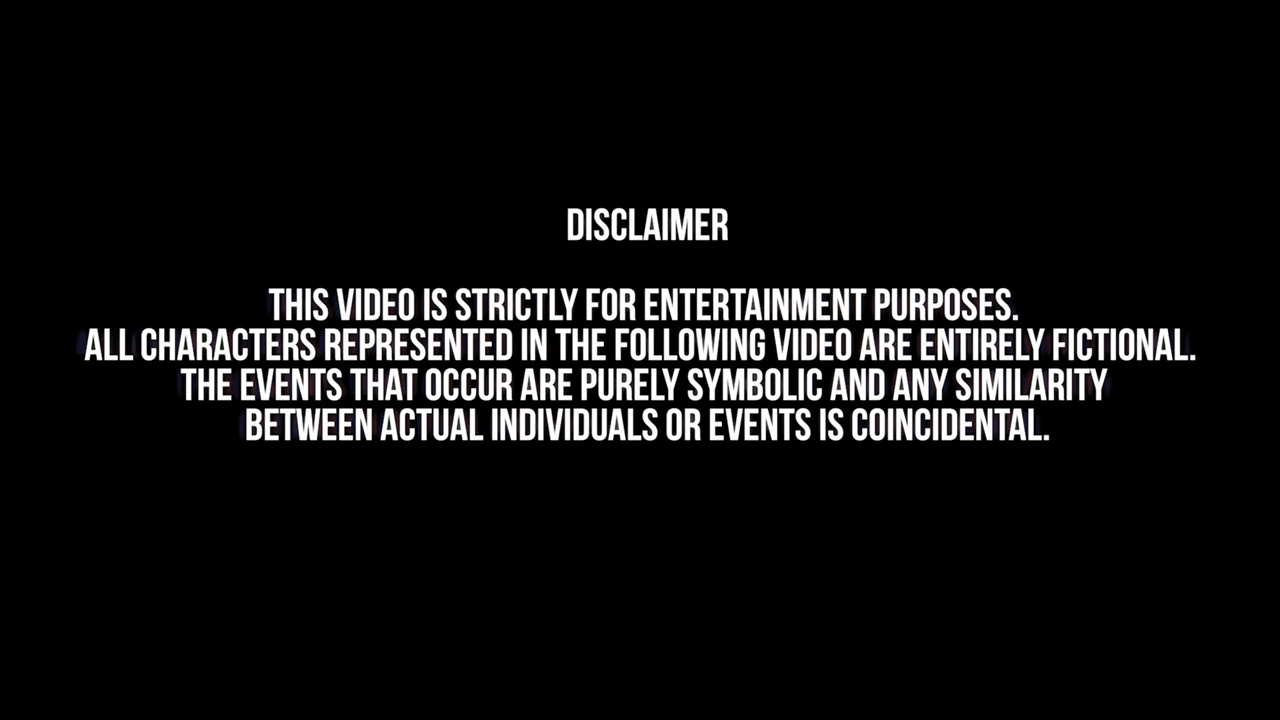 DISCLAIMER
THIS VIDEO IS STRICTLY FOR ENTERTAINMENT PURPOSES.
ALL CHARACTERS REPRESENTED IN THE FOLLOWING VIDEO ARE ENTIRELY FICTIONAL.
THE EVENTS THAT OCCUR ARE PURELY SYMBOLIC AND ANY SIMILARITY
BETWEEN ACTUAL INDIVIDUALS OR EVENTS IS COINCIDENTAL.